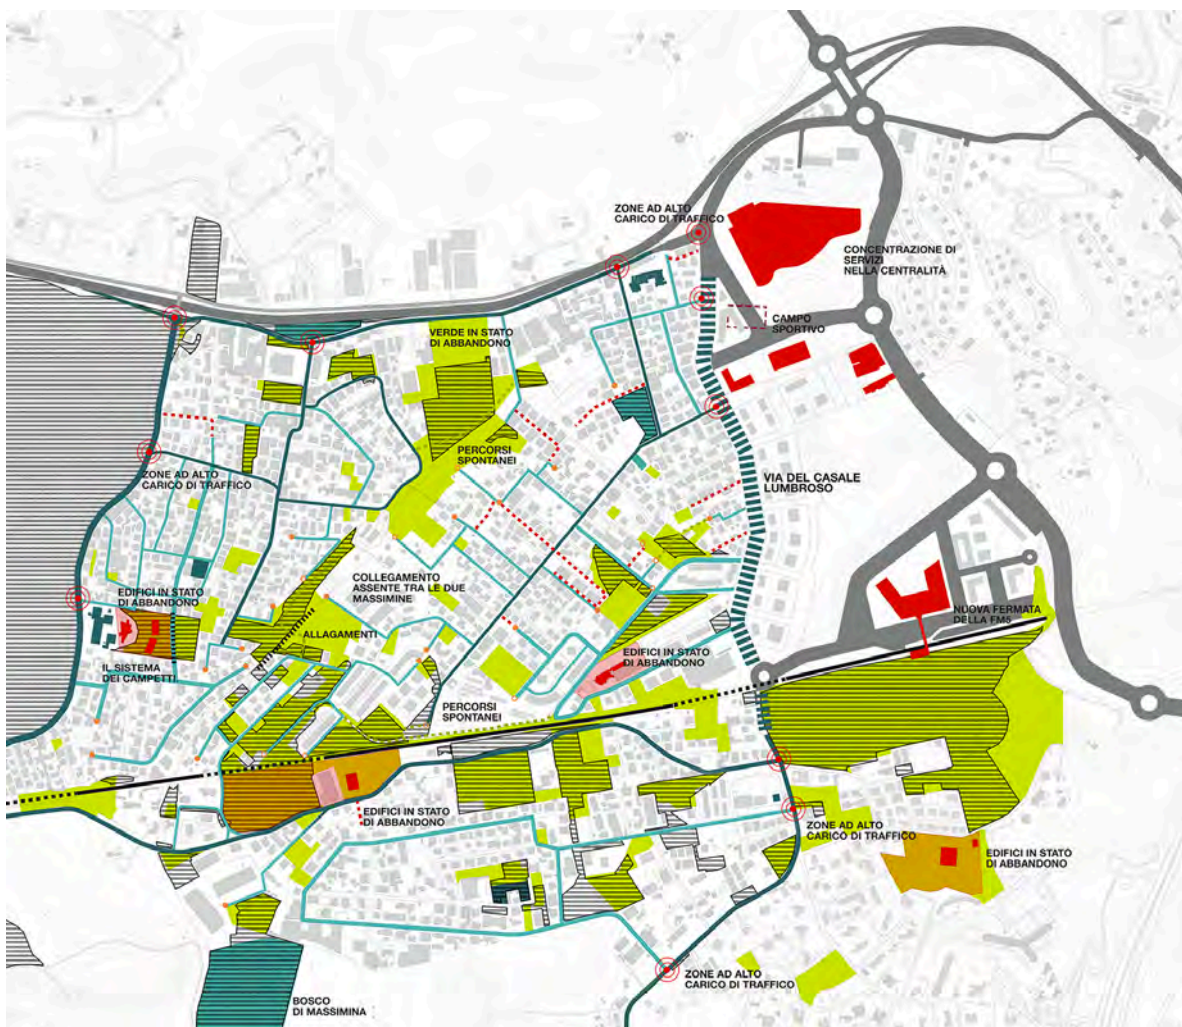 ZONE AD ALTO
CARICO DI TRAFFICO
CONCENTRAZIONE DI
SERVIZI
NELLA CENTRALITÀ
CAMPO
SPORTIVO
VERDE IN STATO
DI ABBANDONO
PERCORSI
SPONTANEI
ZONE AD ALTO
CARICO DI TRAFFICO
VIA DEL CASALE
LUMBROSO
COLLEGAMENTO
ASSENTE TRA LE DUE
MASSIMINE
EDIFICI IN STATO
DI ABBANDONO
NUOVA FERMATA
DELLA FM5
ALLAGAMENTI
EDIFICI IN STATO
DI ABBANDONO
IL SISTEMA
DEI CAMPETTI
PERCORSI
SPONTANEI
EDIFICI IN STATO
DI ABBANDONO
ZONE AD ALTO
CARICO DI TRAFFICO
EDIFICI IN STATO
DI ABBANDONO
ZONE AD ALTO
CARICO DI TRAFFICO
BOSCO
DI MASSIMINA